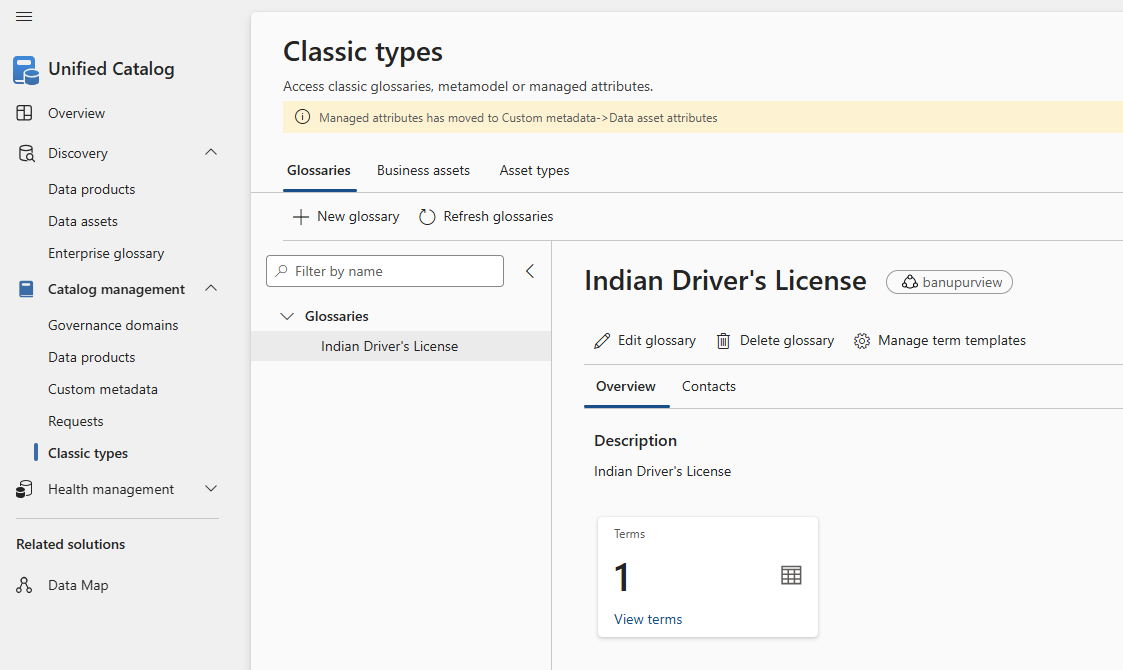 Unified Catalog
Overview
Discovery
Data products
Data assets
Enterprise glossary
Catalog management
Governance domains
Data products
Custom metadata
Requests
Classic types
Health management
Related solutions
Data Map
Classic types
Access classic glossaries, metamodel or managed attributes.
Managed attributes has moved to Custom metadata->Data asset attributes
Glossaries Business assets Asset types
New glossary Refresh glossaries
Filter by name
Glossaries
Indian Driver's License
Indian Driver's License banupurview
Edit glossary Delete glossary Manage term templates
Overview Contacts
Description
Indian Driver's License
Terms
1
View terms